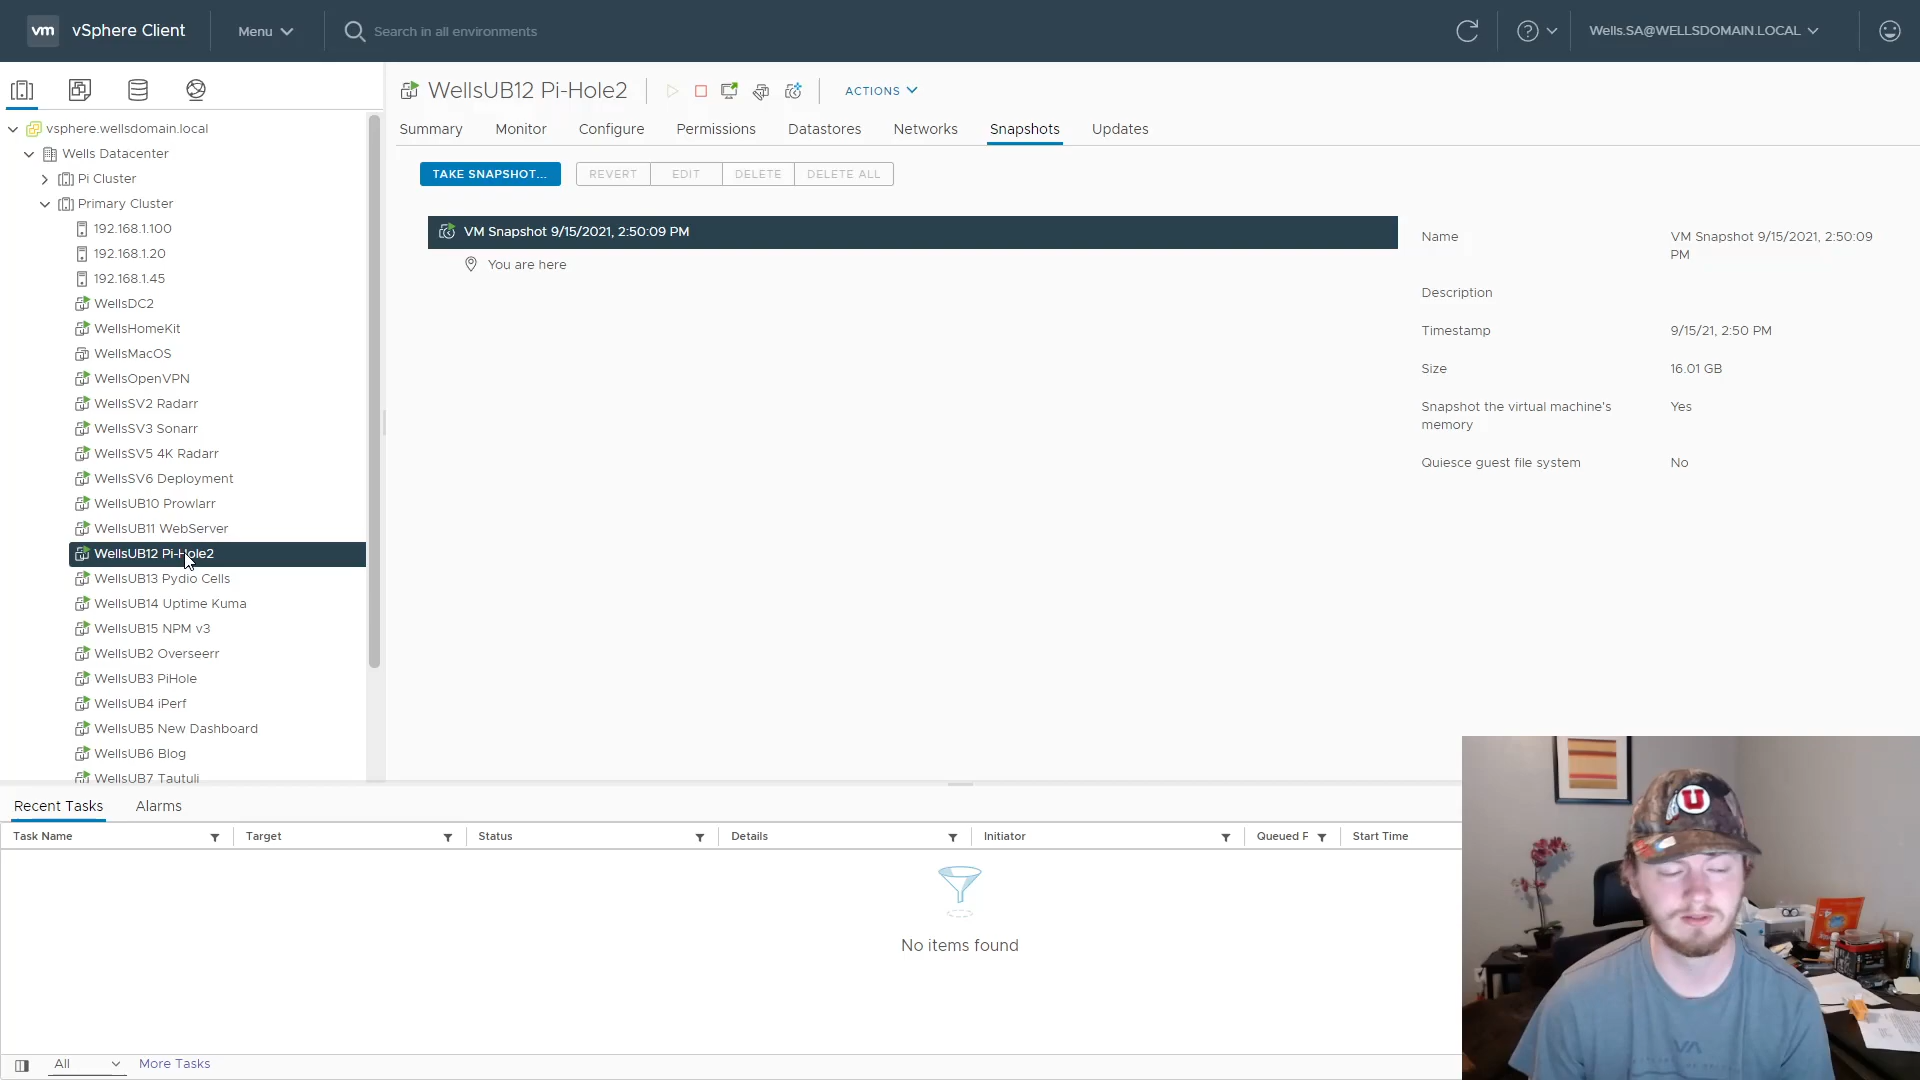 vm vSphere Client
Menu
Search in all environments
Wells.SA@WELLSDOMAIN.LOCAL
vsphere.wellsdomain.local
Wells Datacenter
Pi Cluster
Primary Cluster
192.168.1.100
192.168.1.20
192.168.1.45
WellsDC2
WellsHomeKit
WellsMacOS
WellsOpenVPN
WellsSV2 Radarr
WellsSV3 Sonarr
WellsSV5 4K Radarr
WellsSV6 Deployment
WellsUB10 Prowlarr
WellsUB11 WebServer
WellsUB12 Pi-Hole2
WellsUB13 Pydio Cells
WellsUB14 Uptime Kuma
WellsUB15 NPM v3
WellsUB2 Overseerr
WellsUB3 PiHole
WellsUB4 iPerf
WellsUB5 New Dashboard
WellsUB6 Blog
WellsUB7 Tautuli
WellsUB12 Pi-Hole2
ACTIONS
Summary Monitor Configure Permissions Datastores Networks Snapshots Updates
TAKE SNAPSHOT... REVERT EDIT DELETE DELETE ALL
VM Snapshot 9/15/2021, 2:50:09 PM
You are here
Name VM Snapshot 9/15/2021, 2:50:09
PM
Description
Timestamp 9/15/21, 2:50 PM
Size 16.01 GB
Snapshot the virtual machine's Yes
memory
Quiesce guest file system No
Recent Tasks Alarms
Task Name Target Status Details Initiator Queued F Start Time
No items found
All More Tasks
U